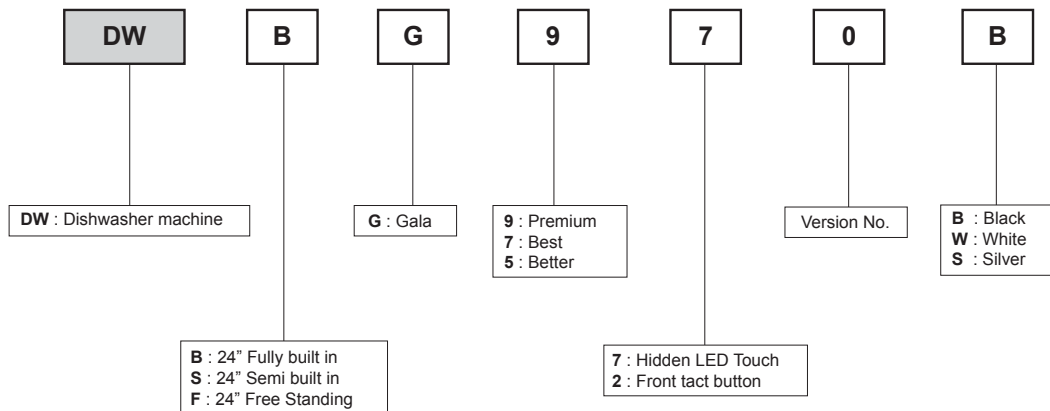 DW B G 9 7 0 B
DW : Dishwasher machine
G : Gala
9 : Premium
7 : Best
5 : Better
Version No.
B : Black
W : White
S : Silver
B : 24” Fully built in
S : 24” Semi built in
F : 24” Free Standing
7 : Hidden LED Touch
2 : Front tact button